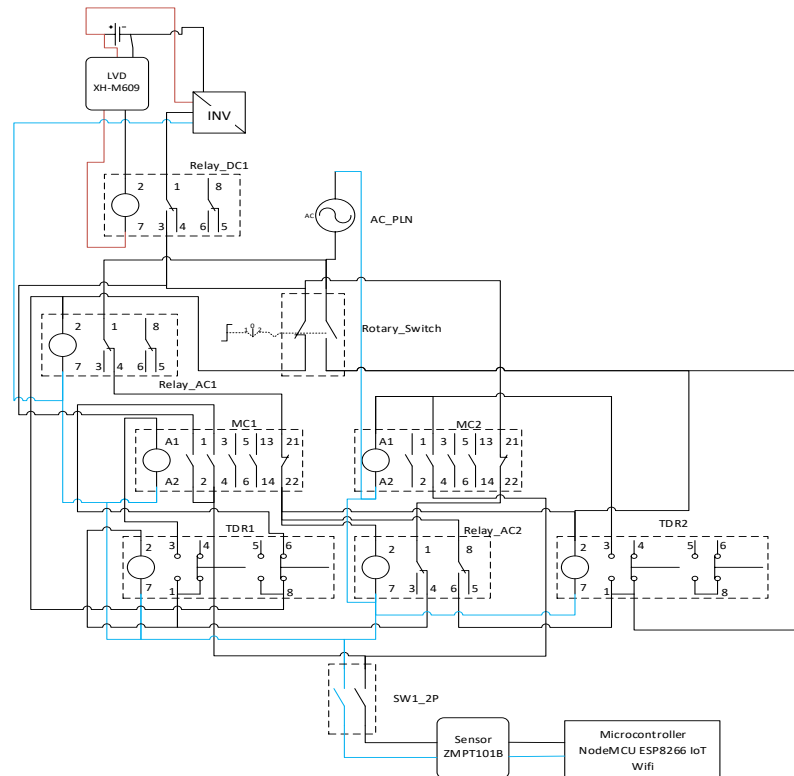 + -
LVD
XH-M609
INV
Relay_DC1
2 1 8
7 3 4 6 5
AC
AC_PLN
1 0 2
Rotary_Switch
2 1 8
7 3 4 6 5
Relay_AC1
MC1
A1 1 3 5 13 21
A2 2 4 6 14 22
MC2
A1 1 3 5 13 21
A2 2 4 6 14 22
TDR1
2 3 4 5 6
7 1 8
Relay_AC2
2 1 8
7 3 4 6 5
TDR2
2 3 4 5 6
7 1 8
SW1_2P
Sensor
ZMPT101B
Microcontroller
NodeMCU ESP8266 IoT
Wifi